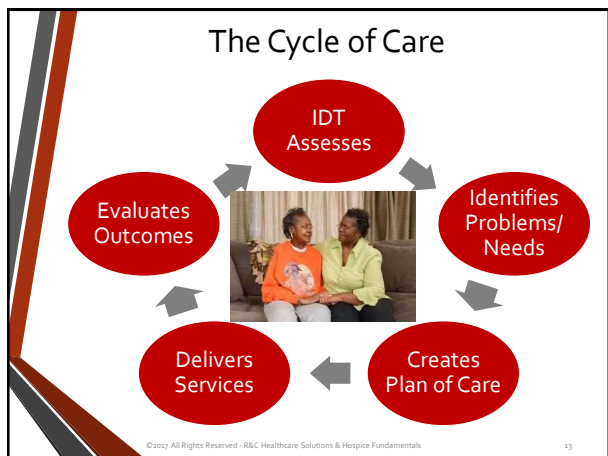 The Cycle of Care
IDT
Assesses
Identifies
Problems/
Needs
Creates
Plan of Care
Delivers
Services
Evaluates
Outcomes
©2017 All Rights Reserved - R&C Healthcare Solutions & Hospice Fundamentals
13